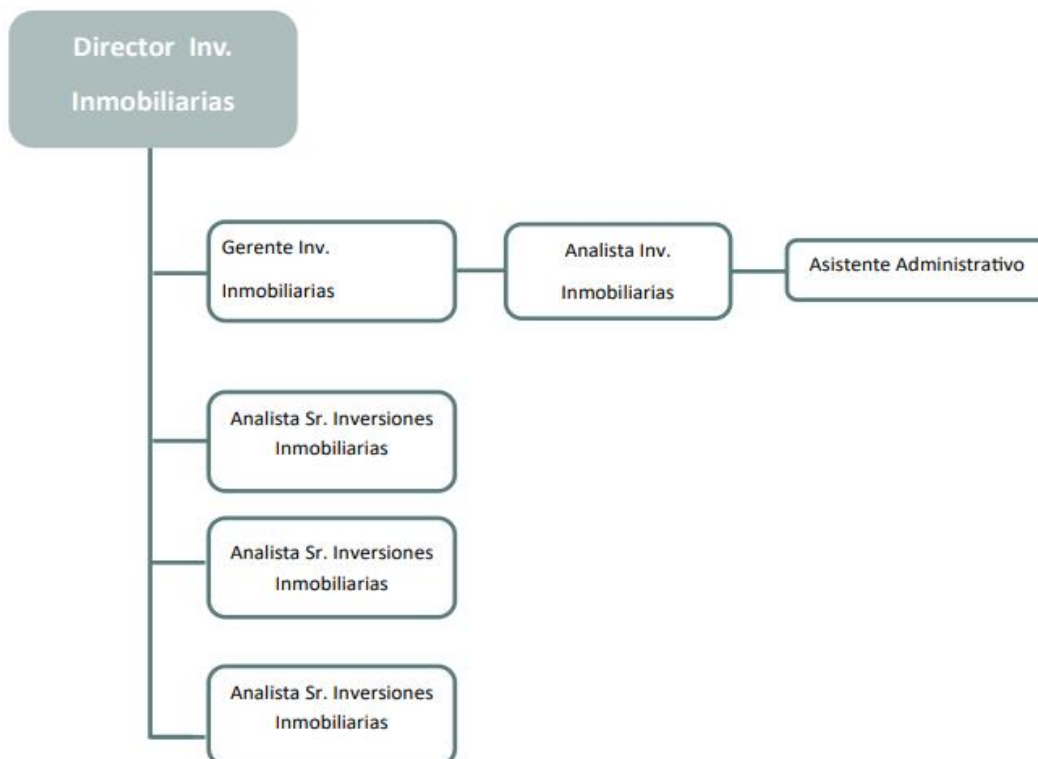 Director Inv.
Inmobiliarias
Gerente Inv.
Inmobiliarias
Analista Inv.
Inmobiliarias
Asistente Administrativo
Analista Sr. Inversiones
Inmobiliarias
Analista Sr. Inversiones
Inmobiliarias
Analista Sr. Inversiones
Inmobiliarias